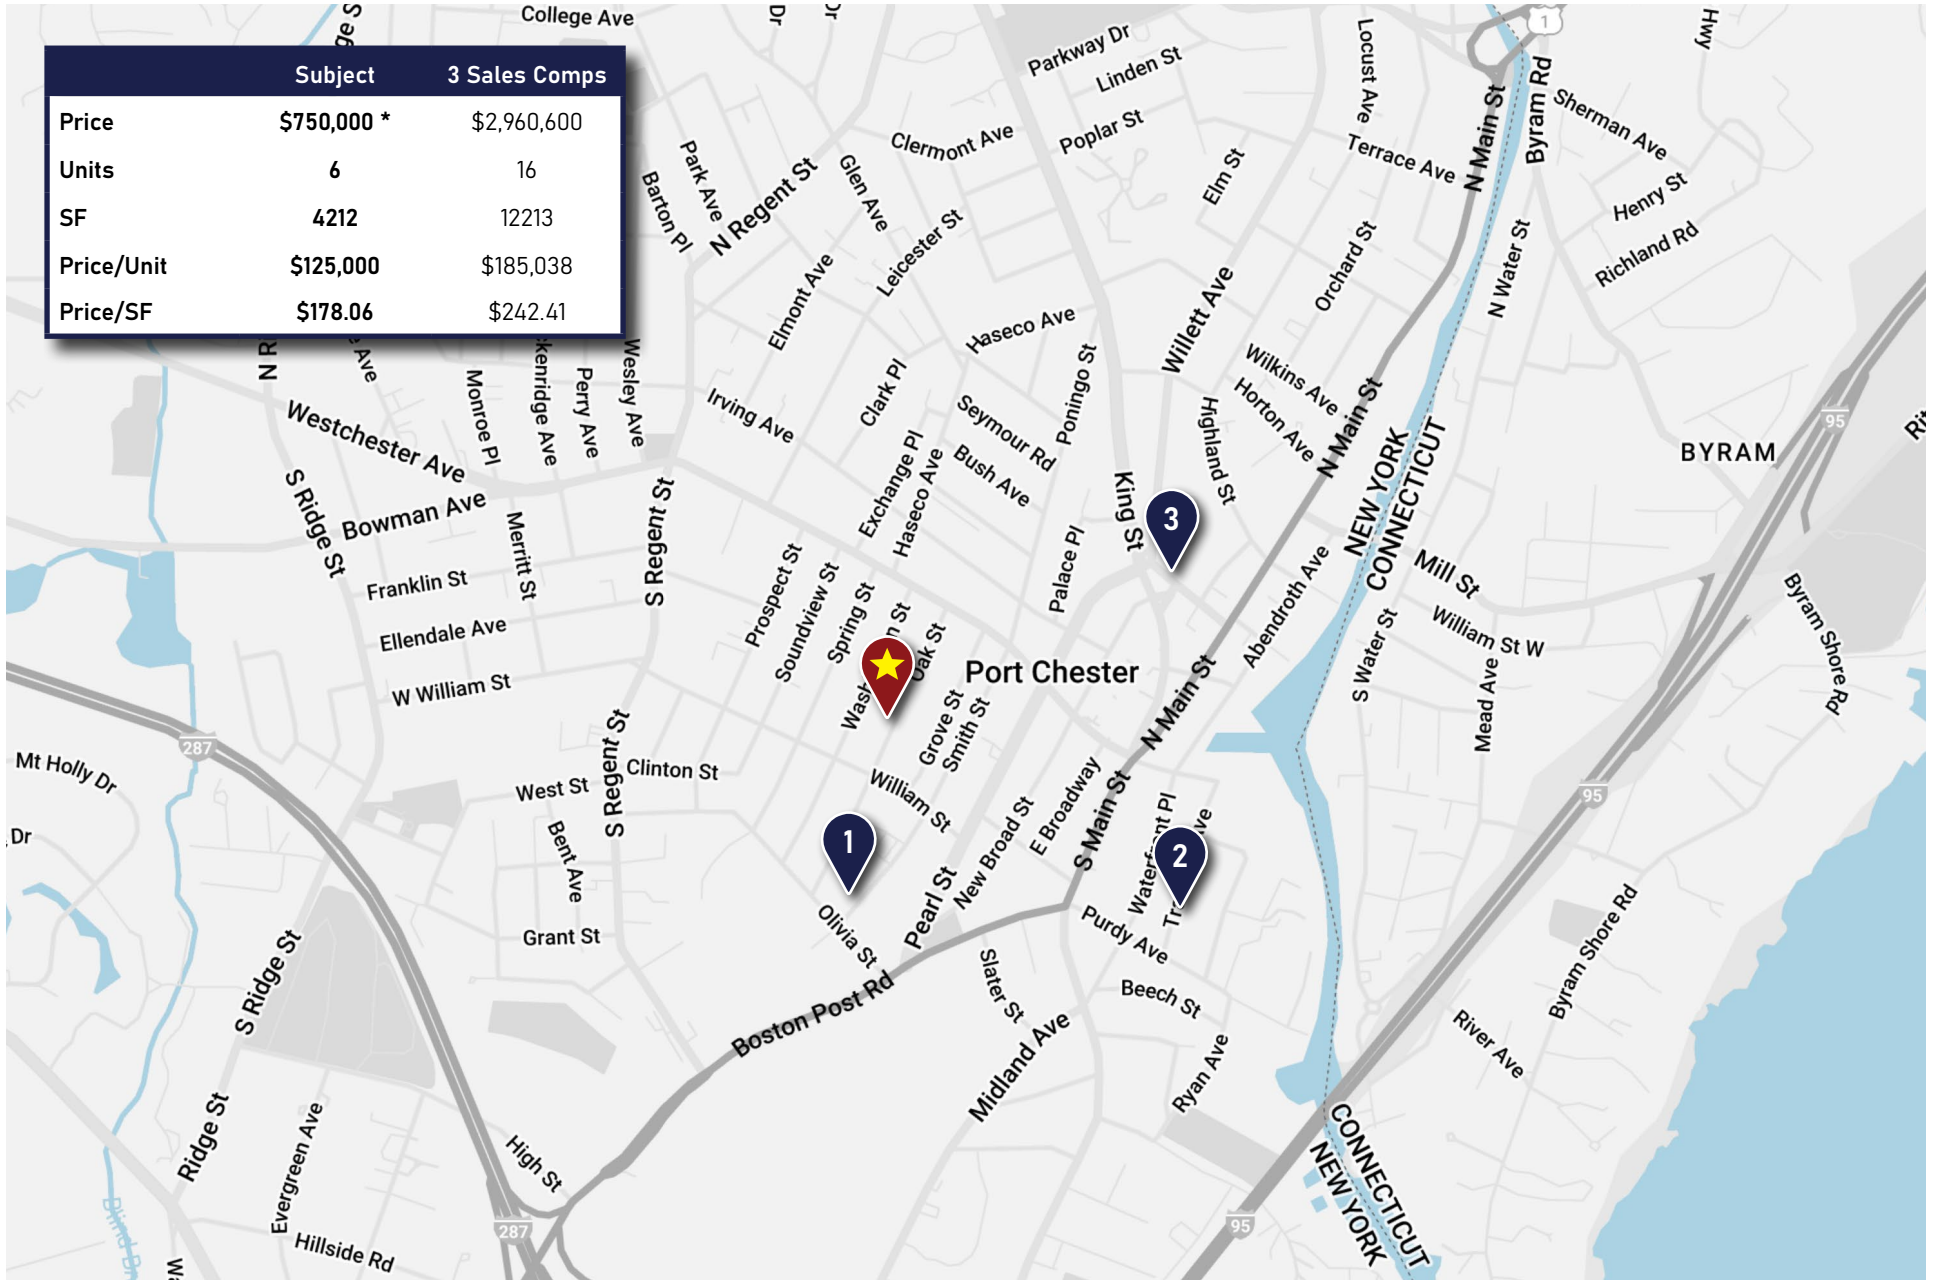 Subject 3 Sales Comps
Price $750,000 * $2,960,600
Units 6 16
SF 4212 12213
Price/Unit $125,000 $185,038
Price/SF $178.06 $242.41
College Ave
Dr
Dr
Parkway Dr
Linden St
Poplar St
Locust Ave
Terrace Ave
N Main St
1
Byram Rd
Hwy
Sherman Ave
Henry St
Richland Rd
Park Ave
Barton Pl
N Regent St
Glen Ave
Clermont Ave
Leicester St
Elmont Ave
Elm St
Orchard St
N Water St
Willett Ave
Haseco Ave
Poningo St
Wilkins Ave
Horton Ave
Highland St
N Main St
NEW YORK
CONNECTICUT
BYRAM
95
Westchester Ave
Monroe Pl
Perry Ave
Wesley Ave
Irving Ave
Clark Pl
Seymour Rd
Bush Ave
Exchange Pl
Haseco Ave
King St
3
S Ridge St
Bowman Ave
Merritt St
S Regent St
Franklin St
Ellendale Ave
W William St
Prospect St
Soundview St
Spring St
Oak St
Palace Pl
Port Chester
Abendroth Ave
Mill St
William St W
S Water St
Mead Ave
Byram Shore Rd
287
Mt Holly Dr
Dr
West St
Clinton St
S Regent St
Bent Ave
Grant St
Grove St
Smith St
William St
1
Olivia St
Pearl St
New Broad St
E Broadway
S Main St
N Main St
2
Purdy Ave
Beech St
Slater St
Boston Post Rd
Midland Ave
Ryan Ave
95
Byram Shore Rd
River Ave
S Ridge St
Ridge St
Evergreen Ave
Hillside Rd
High St
287
95
CONNECTICUT
NEW YORK